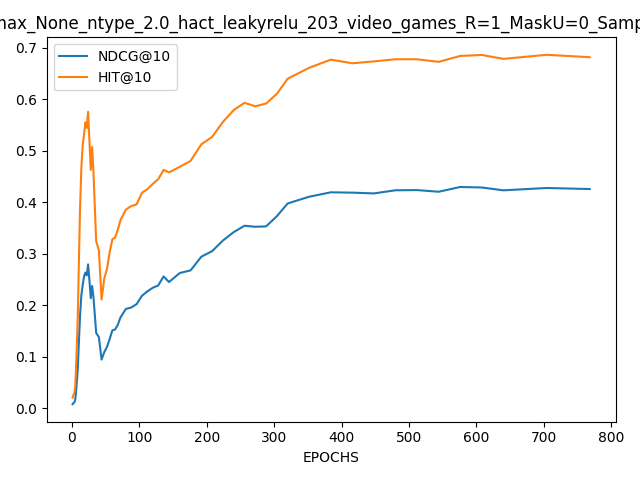 max_None_ntype_2.0_hact_leakyrelu_203_video_games_R=1_MaskU=0_Samp
NDCG@10
HIT@10
0.7
0.6
0.5
0.4
0.3
0.2
0.1
0.0
0 100 200 300 400 500 600 700 800
EPOCHS